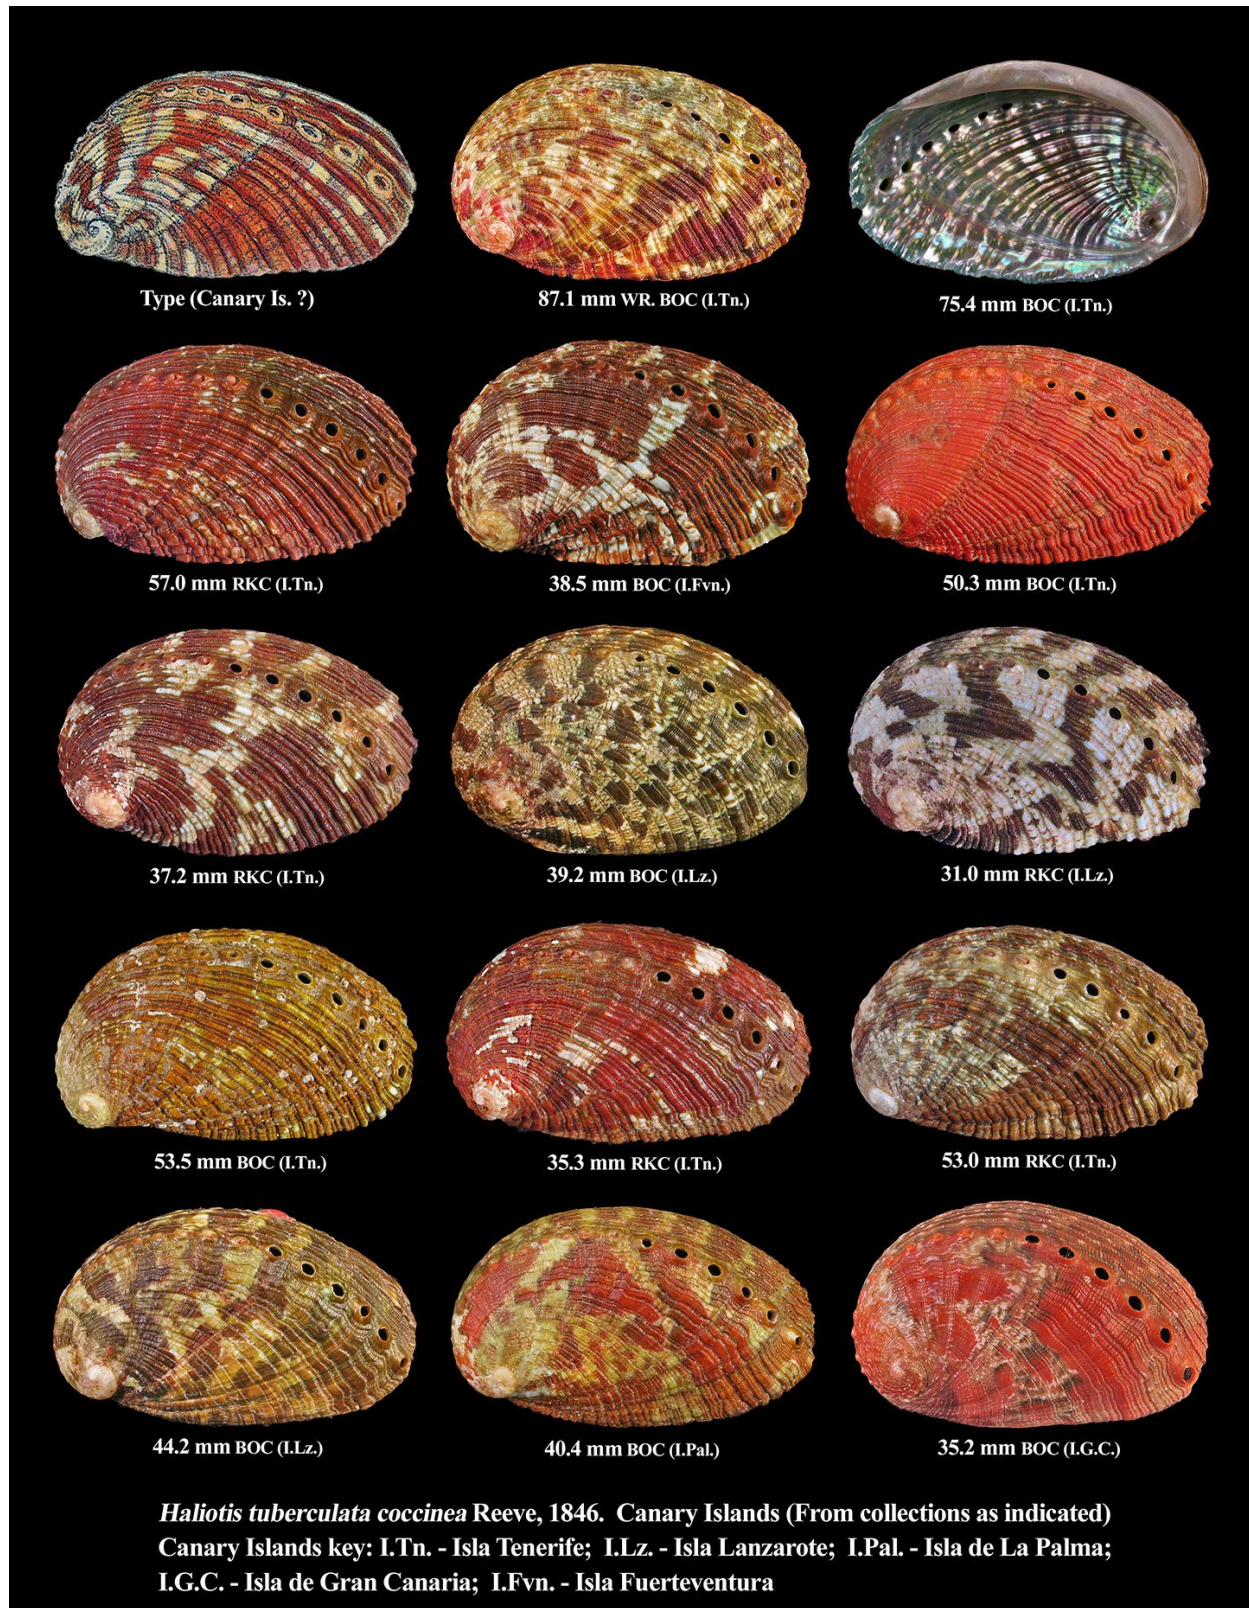 Type (Canary Is. ?)
87.1 mm WR. BOC (I.Tn.)
75.4 mm BOC (I.Tn.)
57.0 mm RKC (I.Tn.)
38.5 mm BOC (I.Fvn.)
50.3 mm BOC (I.Tn.)
37.2 mm RKC (I.Tn.)
39.2 mm BOC (I.Lz.)
31.0 mm RKC (I.Lz.)
53.5 mm BOC (I.Tn.)
35.3 mm RKC (I.Tn.)
53.0 mm RKC (I.Tn.)
44.2 mm BOC (I.Lz.)
40.4 mm BOC (I.Pal.)
35.2 mm BOC (I.G.C.)
Haliotis tuberculata coccinea Reeve, 1846.  Canary Islands (From collections as indicated)
Canary Islands key: I.Tn. - Isla Tenerife;  I.Lz. - Isla Lanzarote;  I.Pal. - Isla de La Palma;
I.G.C. - Isla de Gran Canaria;  I.Fvn. - Isla Fuerteventura